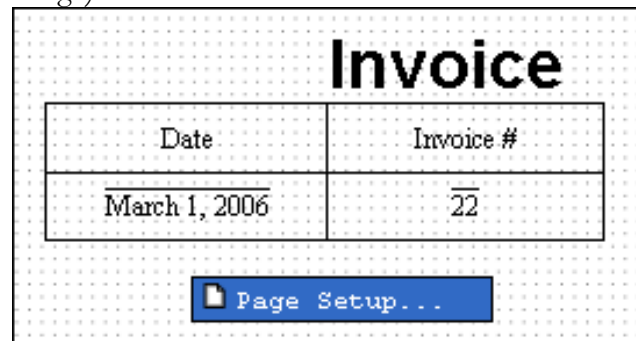 Invoice
Date Invoice #
March 1, 2006 22
Page Setup...